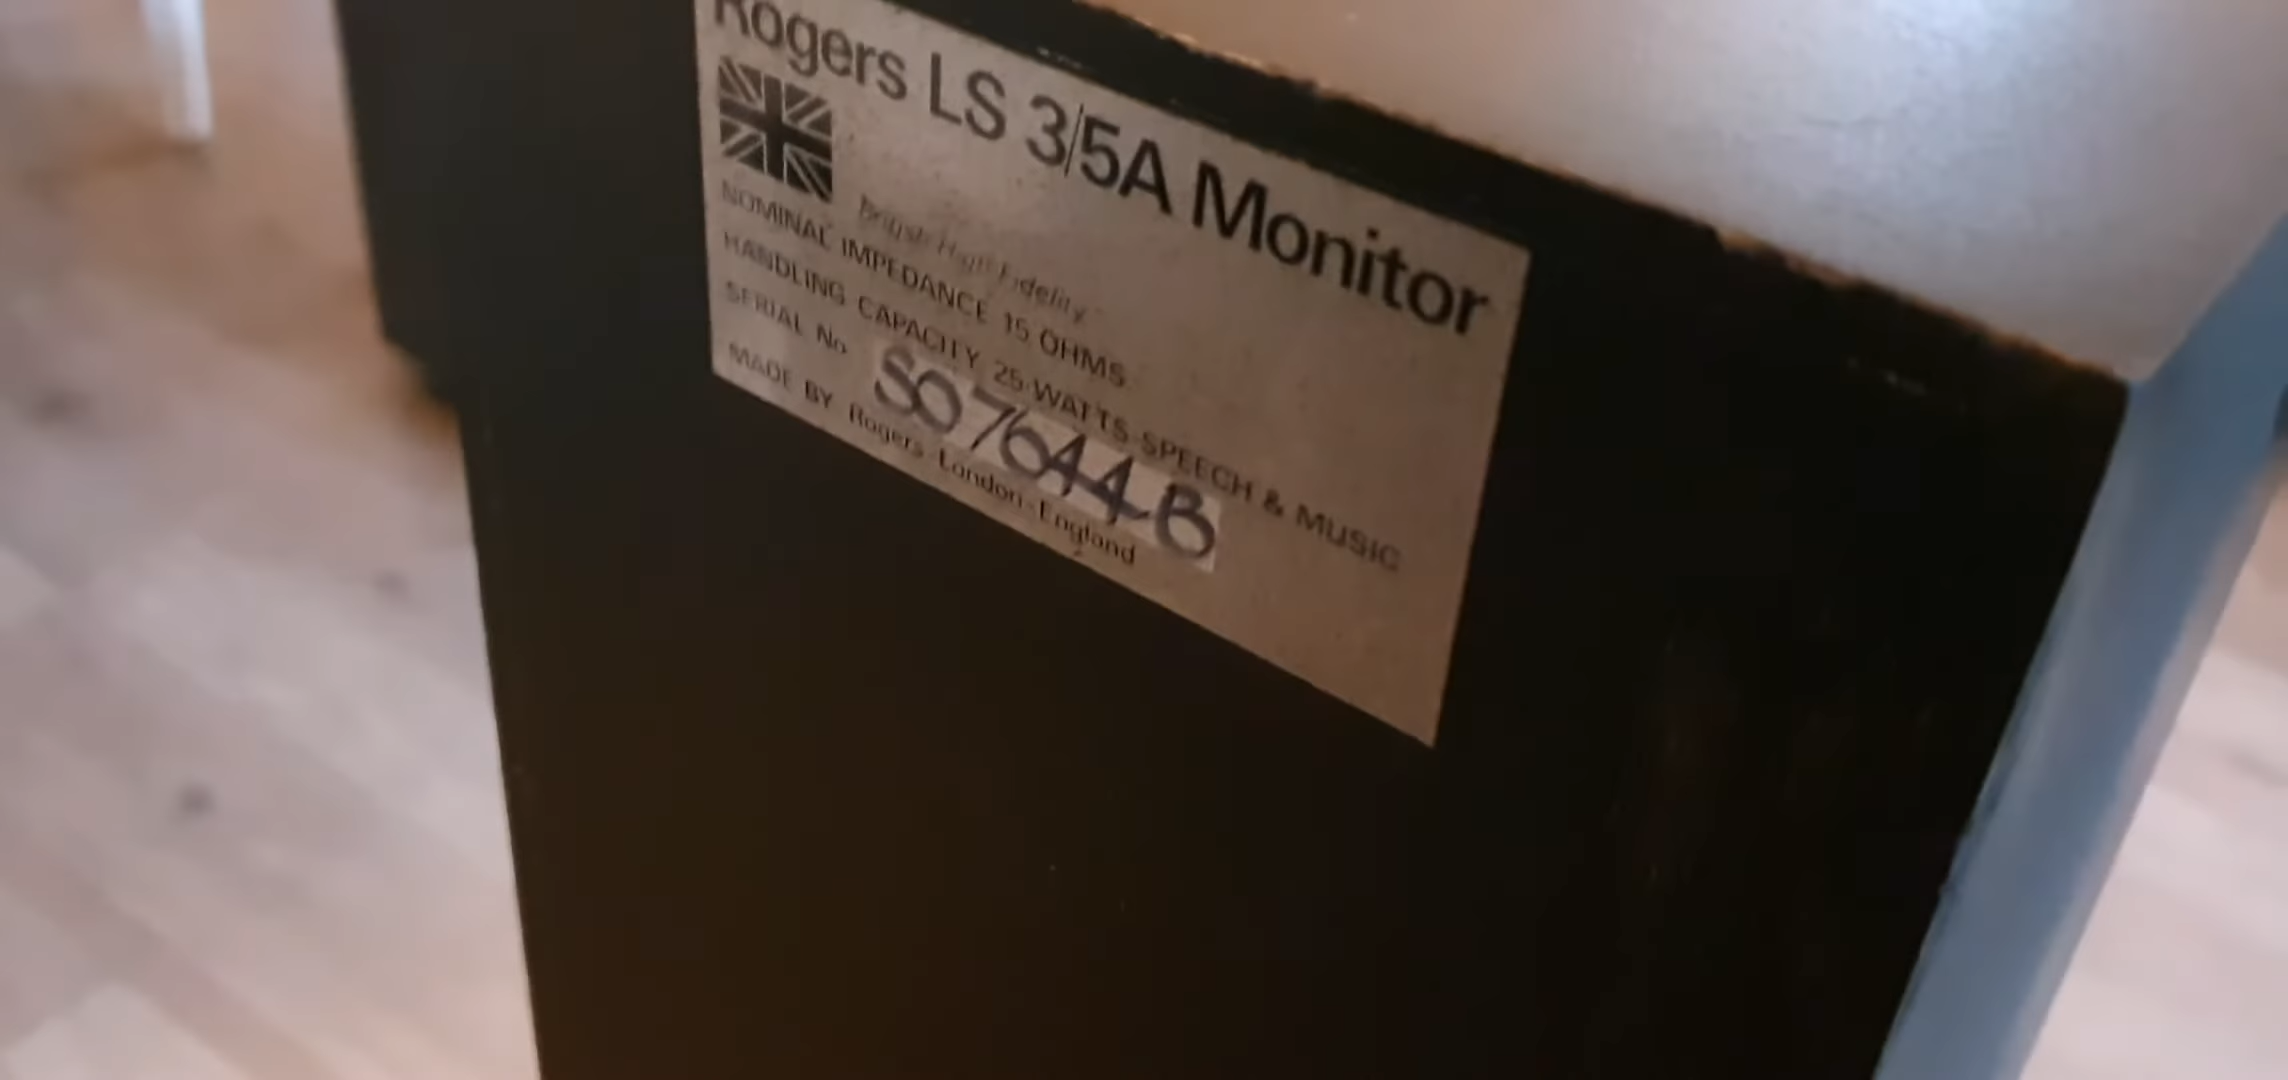 Rogers LS 3/5A Monitor
British High Fidelity
NOMINAL IMPEDANCE 15 OHMS
HANDLING CAPACITY 25 WATTS SPEECH & MUSIC
SERIAL No SO7644B
MADE BY Rogers London England